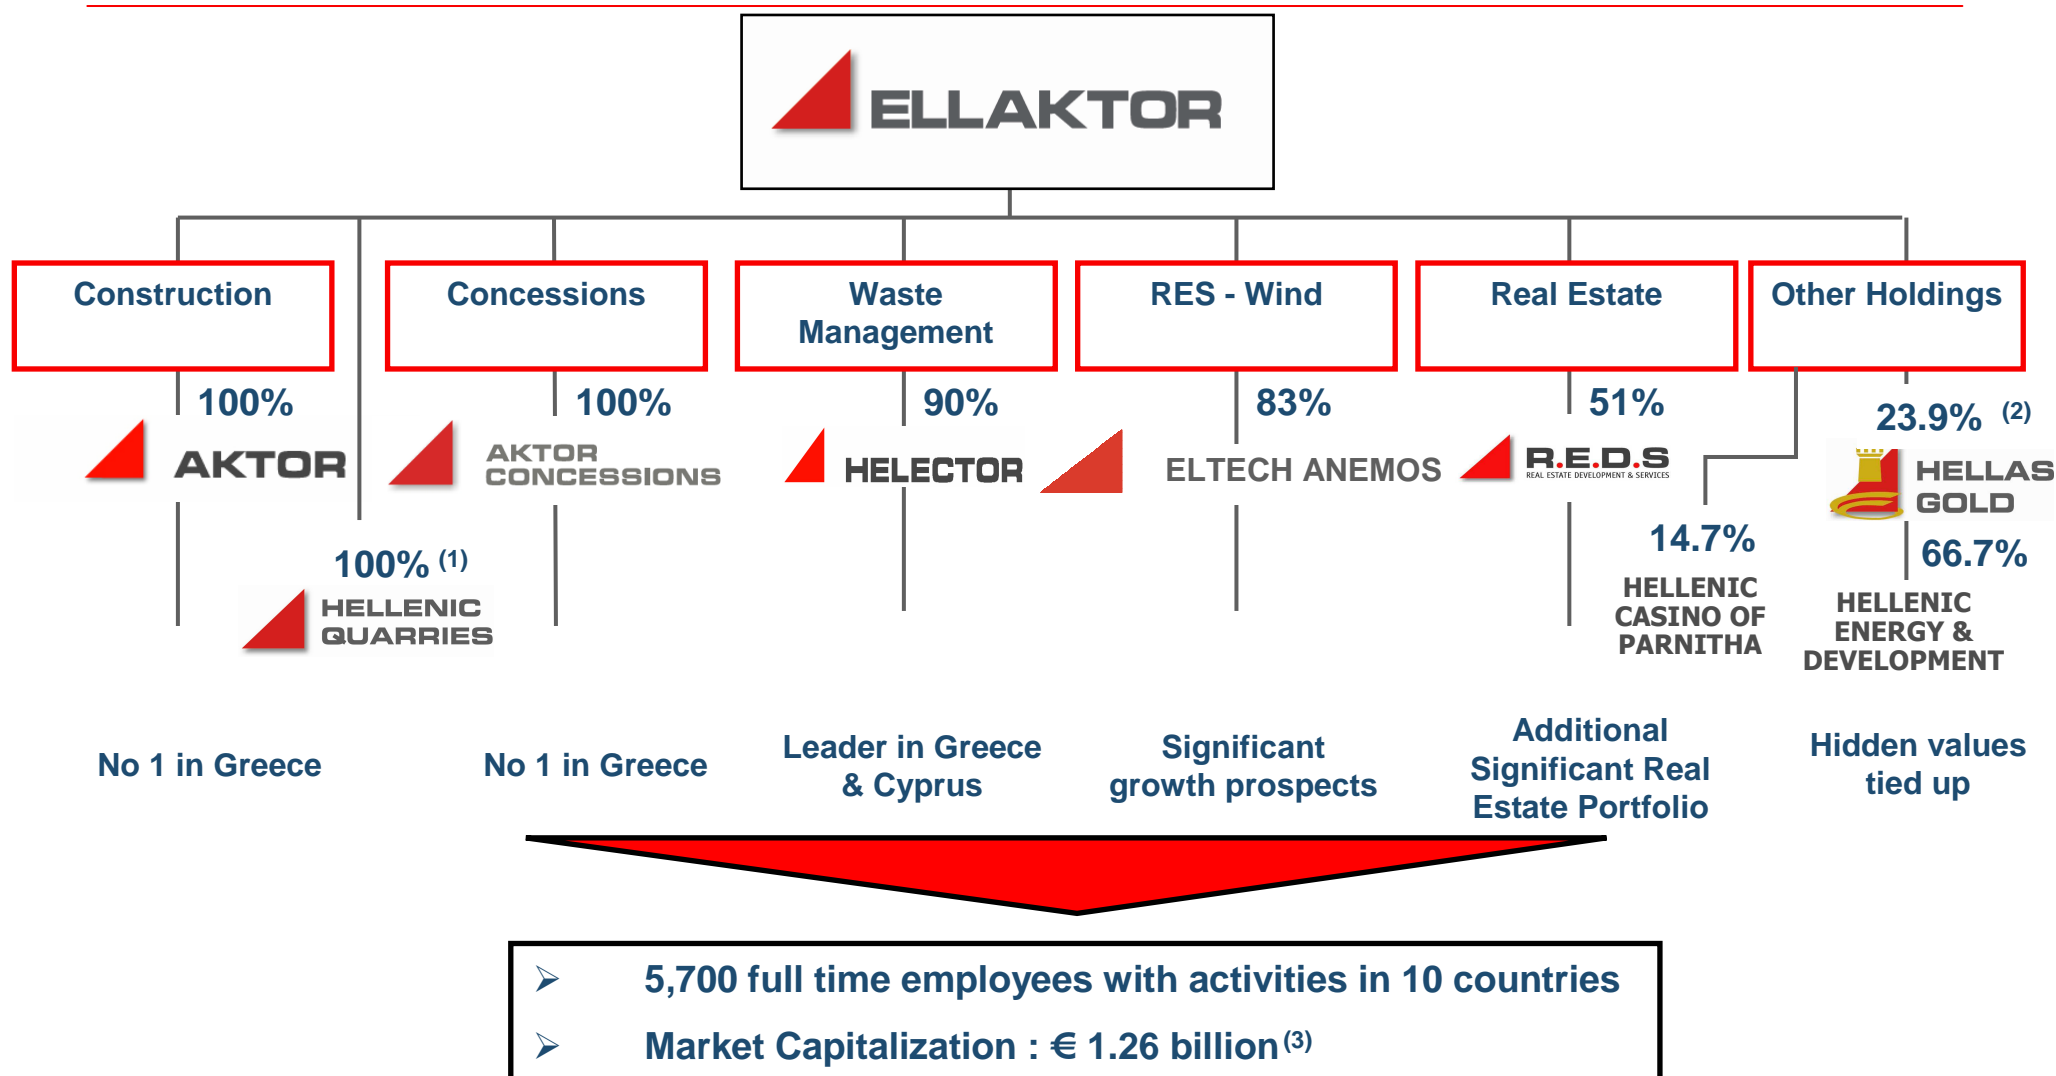 ELLAKTOR
Construction
Concessions
Waste
Management
RES - Wind
Real Estate
Other Holdings
100%
AKTOR
100% (1)
HELLENIC
QUARRIES
100%
AKTOR
CONCESSIONS
90%
HELECTOR
83%
ELTECH ANEMOS
51%
R.E.D.S
REAL ESTATE DEVELOPMENT & SERVICES
14.7%
HELLENIC
CASINO OF
PARNITHA
23.9% (2)
HELLAS
GOLD
66.7%
HELLENIC
ENERGY &
DEVELOPMENT
No 1 in Greece
No 1 in Greece
Leader in Greece
& Cyprus
Significant
growth prospects
Additional
Significant Real
Estate Portfolio
Hidden values
tied up
➢ 5,700 full time employees with activities in 10 countries
➢ Market Capitalization : € 1.26 billion (3)